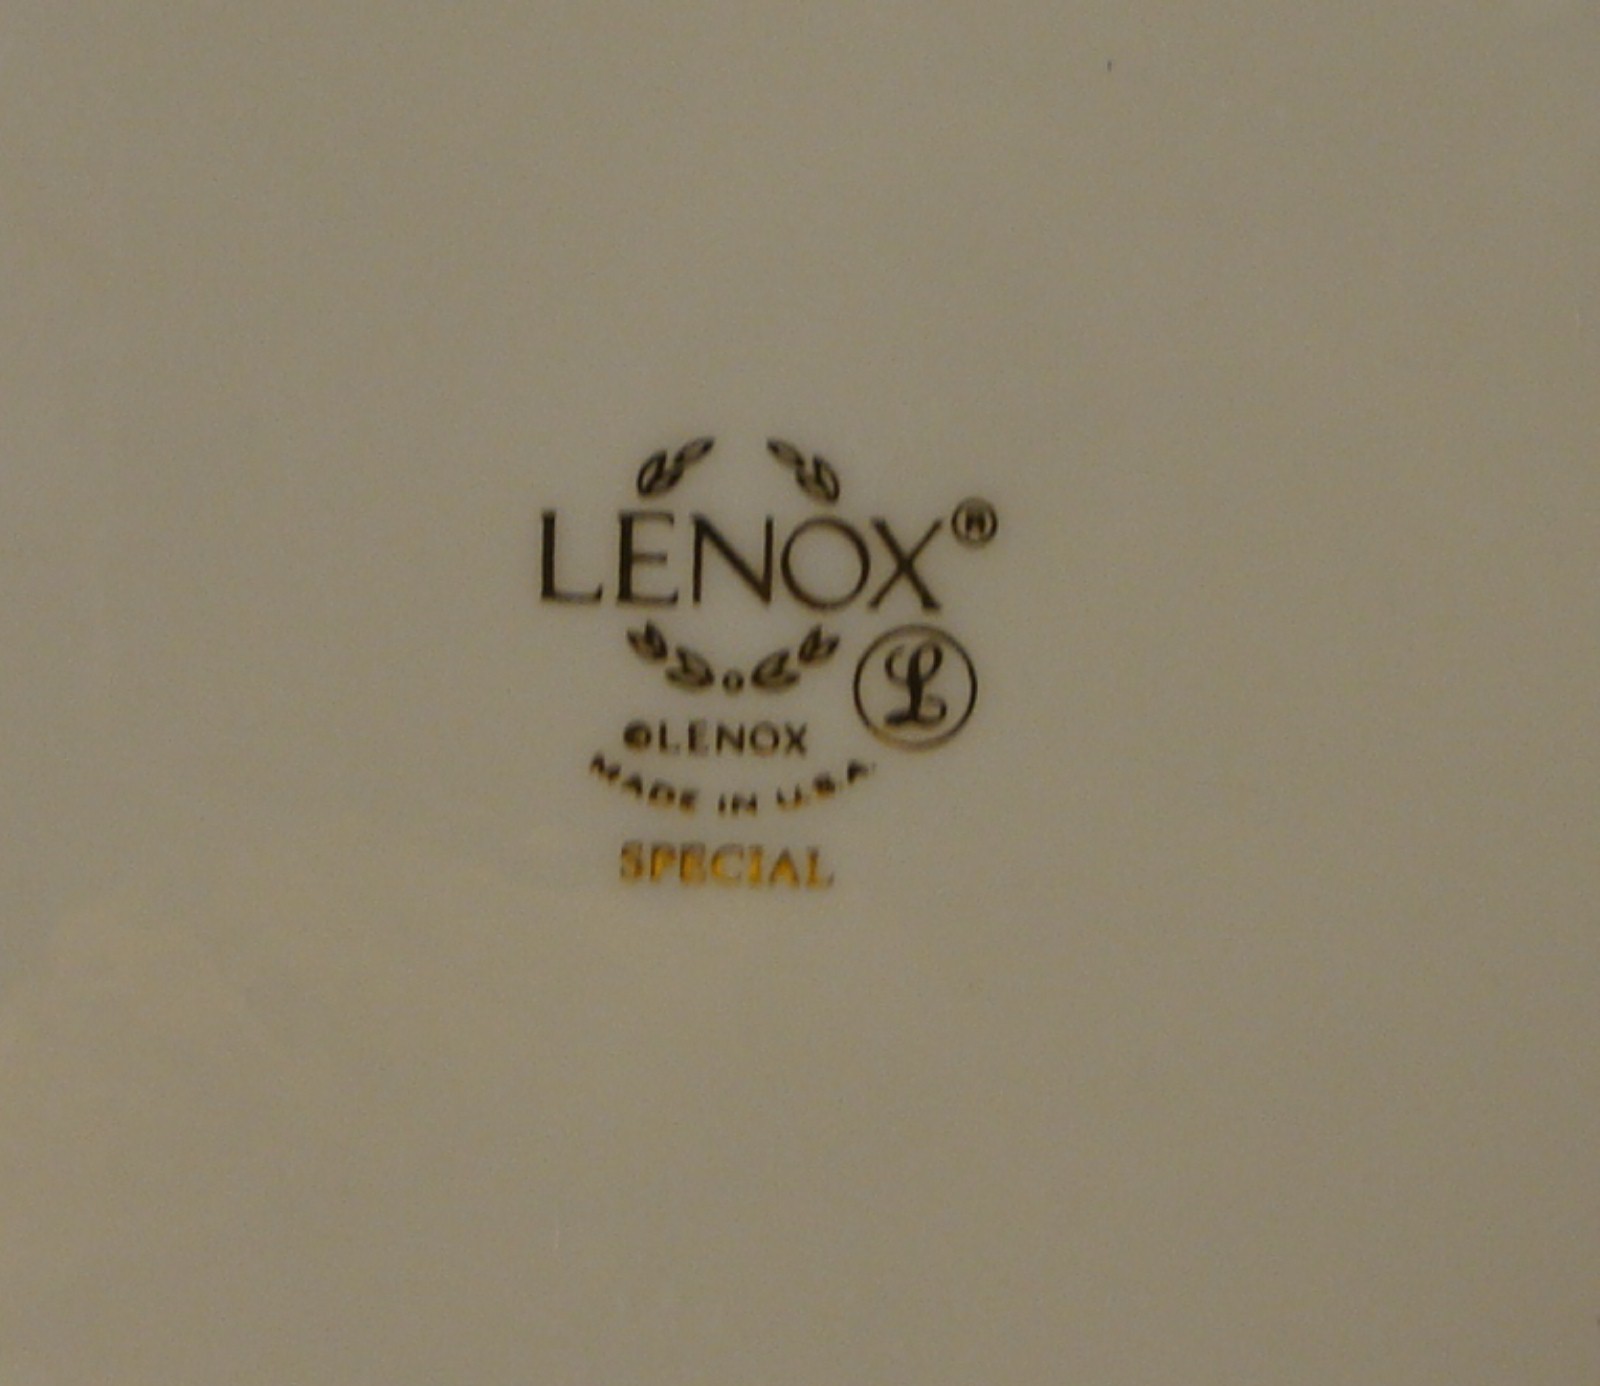 LENOX®
L
©LENOX
MADE IN U.S.A.
SPECIAL